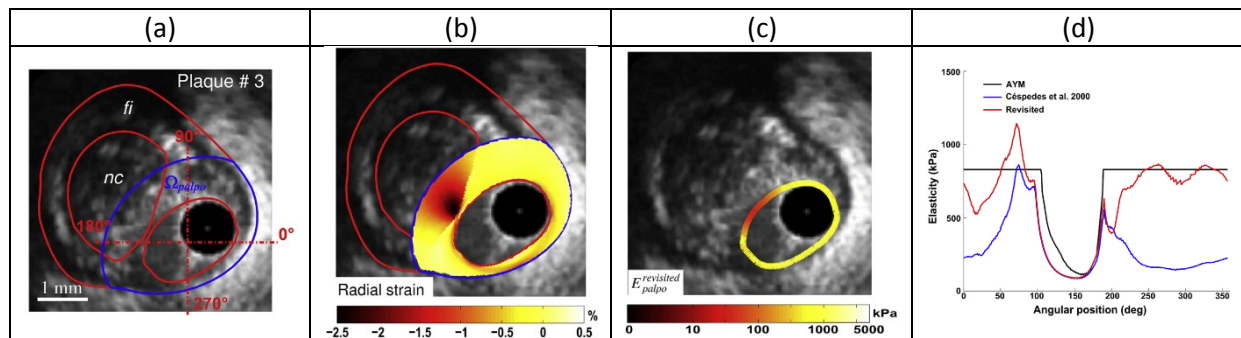 (a)
(b)
(c)
(d)
Plaque # 3
fi
90°
nc
Ωpalpo
180°
0°
1 mm
270°
Radial strain
%
−2.5 −2 −1.5 −1 −0.5 0 0.5
E revisited palpo
kPa
0 10 100 1000 5000
1500
1000
500
0
Elasticity (kPa)
AYM
Céspedes et al. 2000
Revisited
0 50 100 150 200 250 300 350
Angular position (deg)